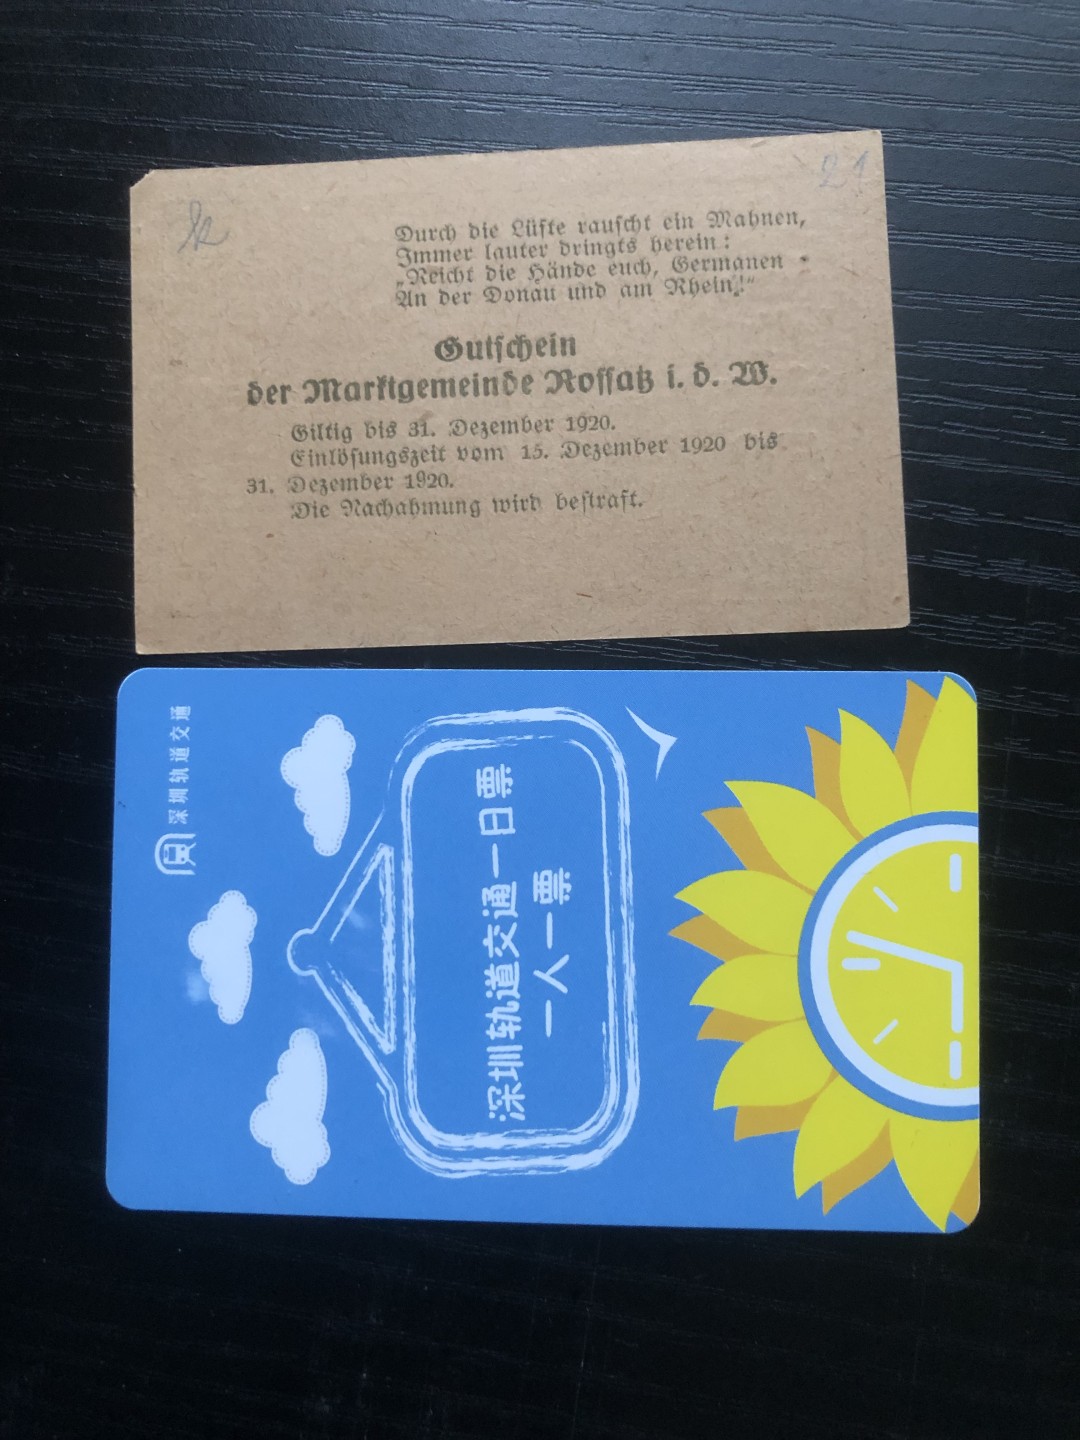 21
Durch die Lüfte rauscht ein Mahnen,
Immer lauter dringts herein:
„Reicht die Hände euch, Germanen
An der Donau und am Rhein!“
Gutschein
der Marktgemeinde Rossatz i. d. W.
Giltig bis 31. Dezember 1920.
Einlösungszeit vom 15. Dezember 1920 bis
31. Dezember 1920.
Die Nachahmung wird bestraft.
深圳轨道交通
深圳轨道交通一日票
一人一票